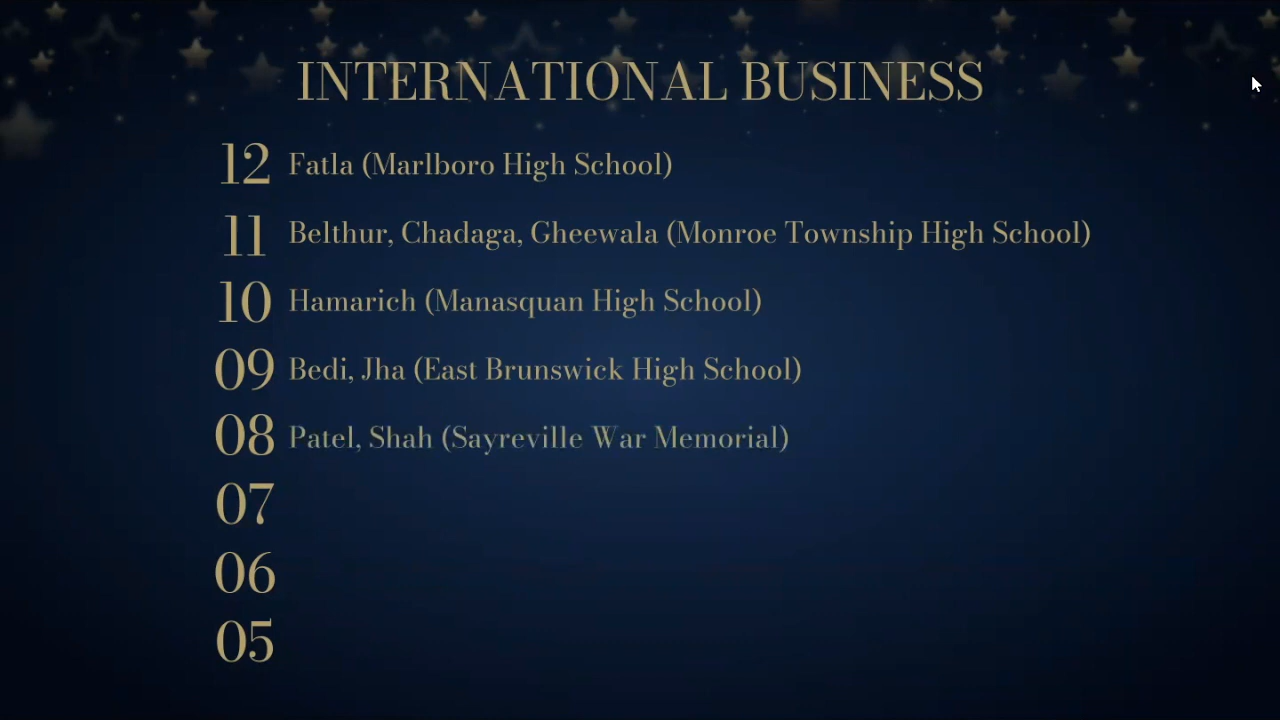 INTERNATIONAL BUSINESS
12 Fatla (Marlboro High School)
11 Belthur, Chadaga, Gheewala (Monroe Township High School)
10 Hamarich (Manasquan High School)
09 Bedi, Jha (East Brunswick High School)
08 Patel, Shah (Sayreville War Memorial)
07
06
05